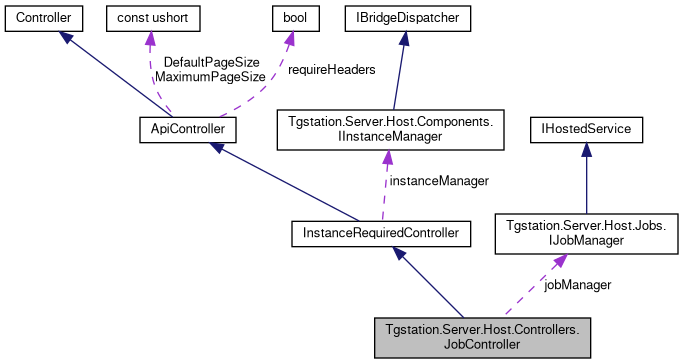 Controller
const ushort
bool
IBridgeDispatcher
DefaultPageSize
MaximumPageSize
requireHeaders
ApiController
Tgstation.Server.Host.Components.
IInstanceManager
IHostedService
instanceManager
InstanceRequiredController
Tgstation.Server.Host.Jobs.
IJobManager
jobManager
Tgstation.Server.Host.Controllers.
JobController